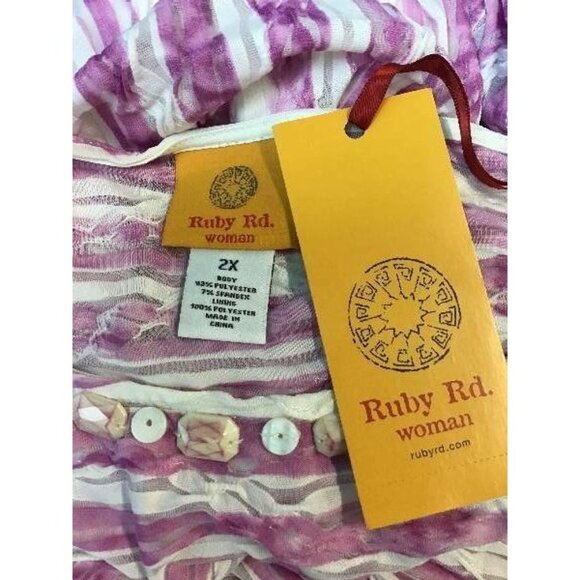 Ruby Rd.
woman
2X
BODY
93% POLYESTER
7% SPANDEX
LINING
100% POLYESTER
MADE IN
CHINA
Ruby Rd.
woman
rubyrd.com